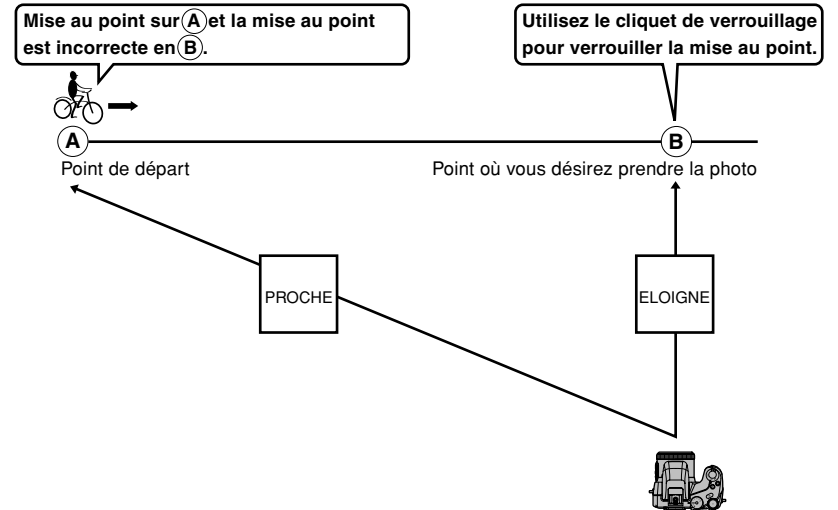 Mise au point sur Ⓐ et la mise au point
est incorrecte en Ⓑ.
Utilisez le cliquet de verrouillage
pour verrouiller la mise au point.
A
B
Point de départ
Point où vous désirez prendre la photo
PROCHE
ELOIGNE